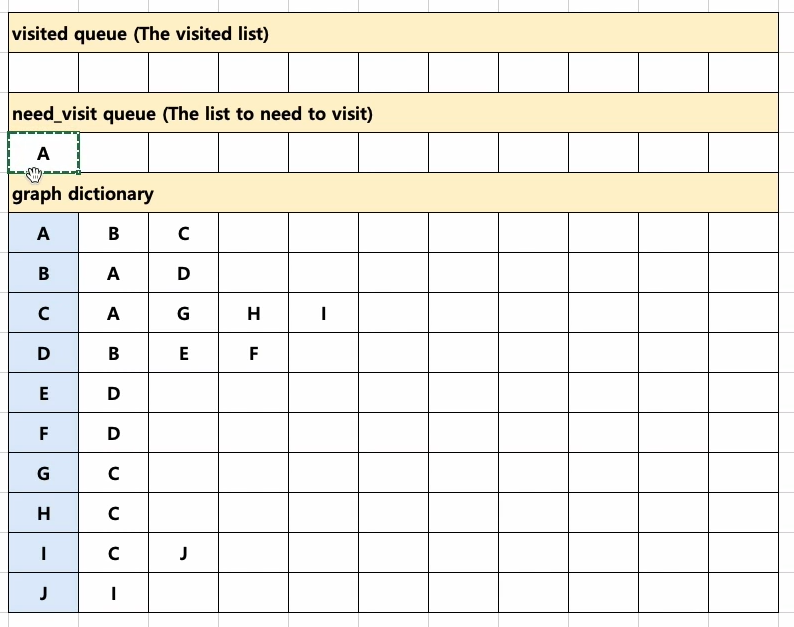 visited queue (The visited list)
need_visit queue (The list to need to visit)
A
graph dictionary
A B C
B A D
C A G H I
D B E F
E D
F D
G C
H C
I C J
J I